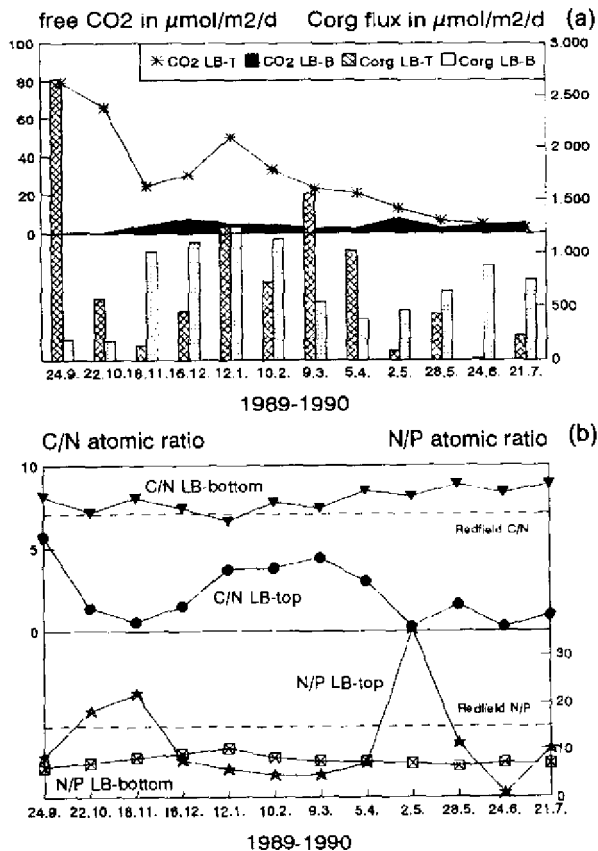 free CO2 in µmol/m2/d Corg flux in µmol/m2/d (a)
100 3.000
CO2 LB-T CO2 LB-B Corg LB-T Corg LB-B
80 2.500
60 2.000
40
20 1.500
0 1.000
500
0
24.9. 22.10. 18.11. 16.12. 12.1. 10.2. 9.3. 5.4. 2.5. 28.5. 24.6. 21.7.
1989-1990
C/N atomic ratio N/P atomic ratio (b)
10
C/N LB-bottom
Redfield C/N
5
C/N LB-top
0
30
N/P LB-top
20
Redfield N/P
10
N/P LB-bottom
0
24.9. 22.10. 18.11. 16.12. 12.1. 10.2. 9.3. 5.4. 2.5. 28.5. 24.6. 21.7.
1989-1990